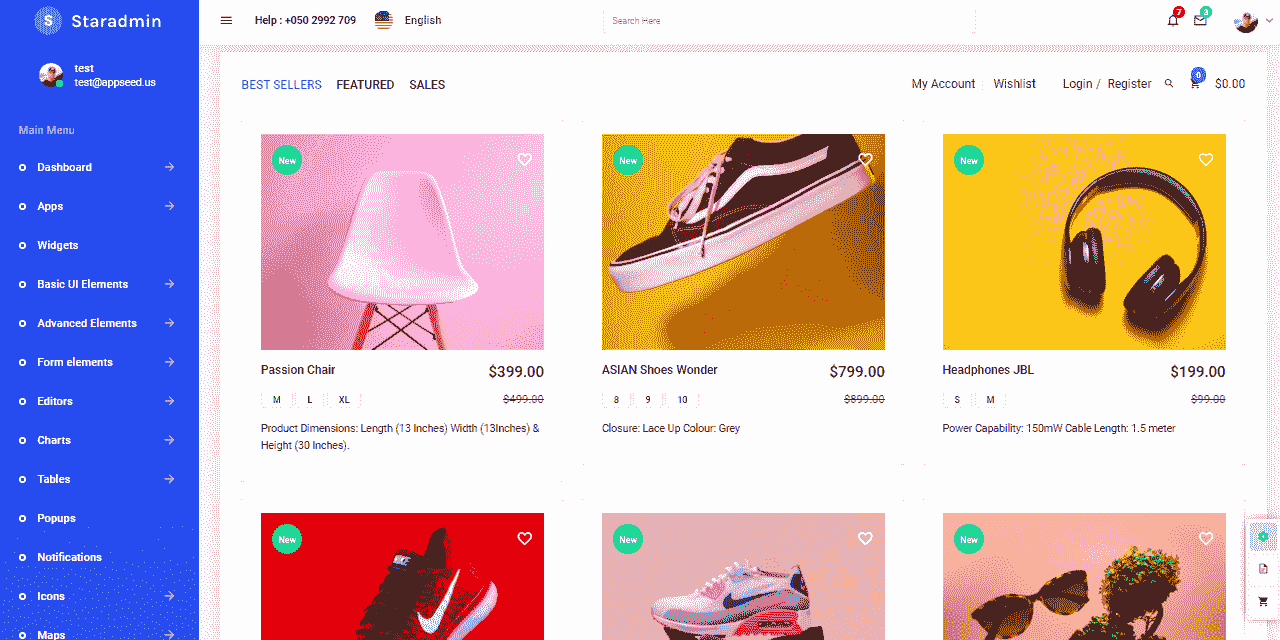 S Staradmin
Help : +050 2992 709
English
Search Here
7
3
test
test@appseed.us
Main Menu
Dashboard
Apps
Widgets
Basic UI Elements
Advanced Elements
Form elements
Editors
Charts
Tables
Popups
Notifications
Icons
Maps
BEST SELLERS FEATURED SALES
My Account Wishlist Login / Register 0 $0.00
New
Passion Chair $399.00
M L XL $499.00
Product Dimensions: Length (13 Inches) Width (13Inches) &
Height (30 Inches).
New
ASIAN Shoes Wonder $799.00
8 9 10 $899.00
Closure: Lace Up Colour: Grey
New
Headphones JBL $199.00
S M $99.00
Power Capability: 150mW Cable Length: 1.5 meter
New
NIKE
New
New